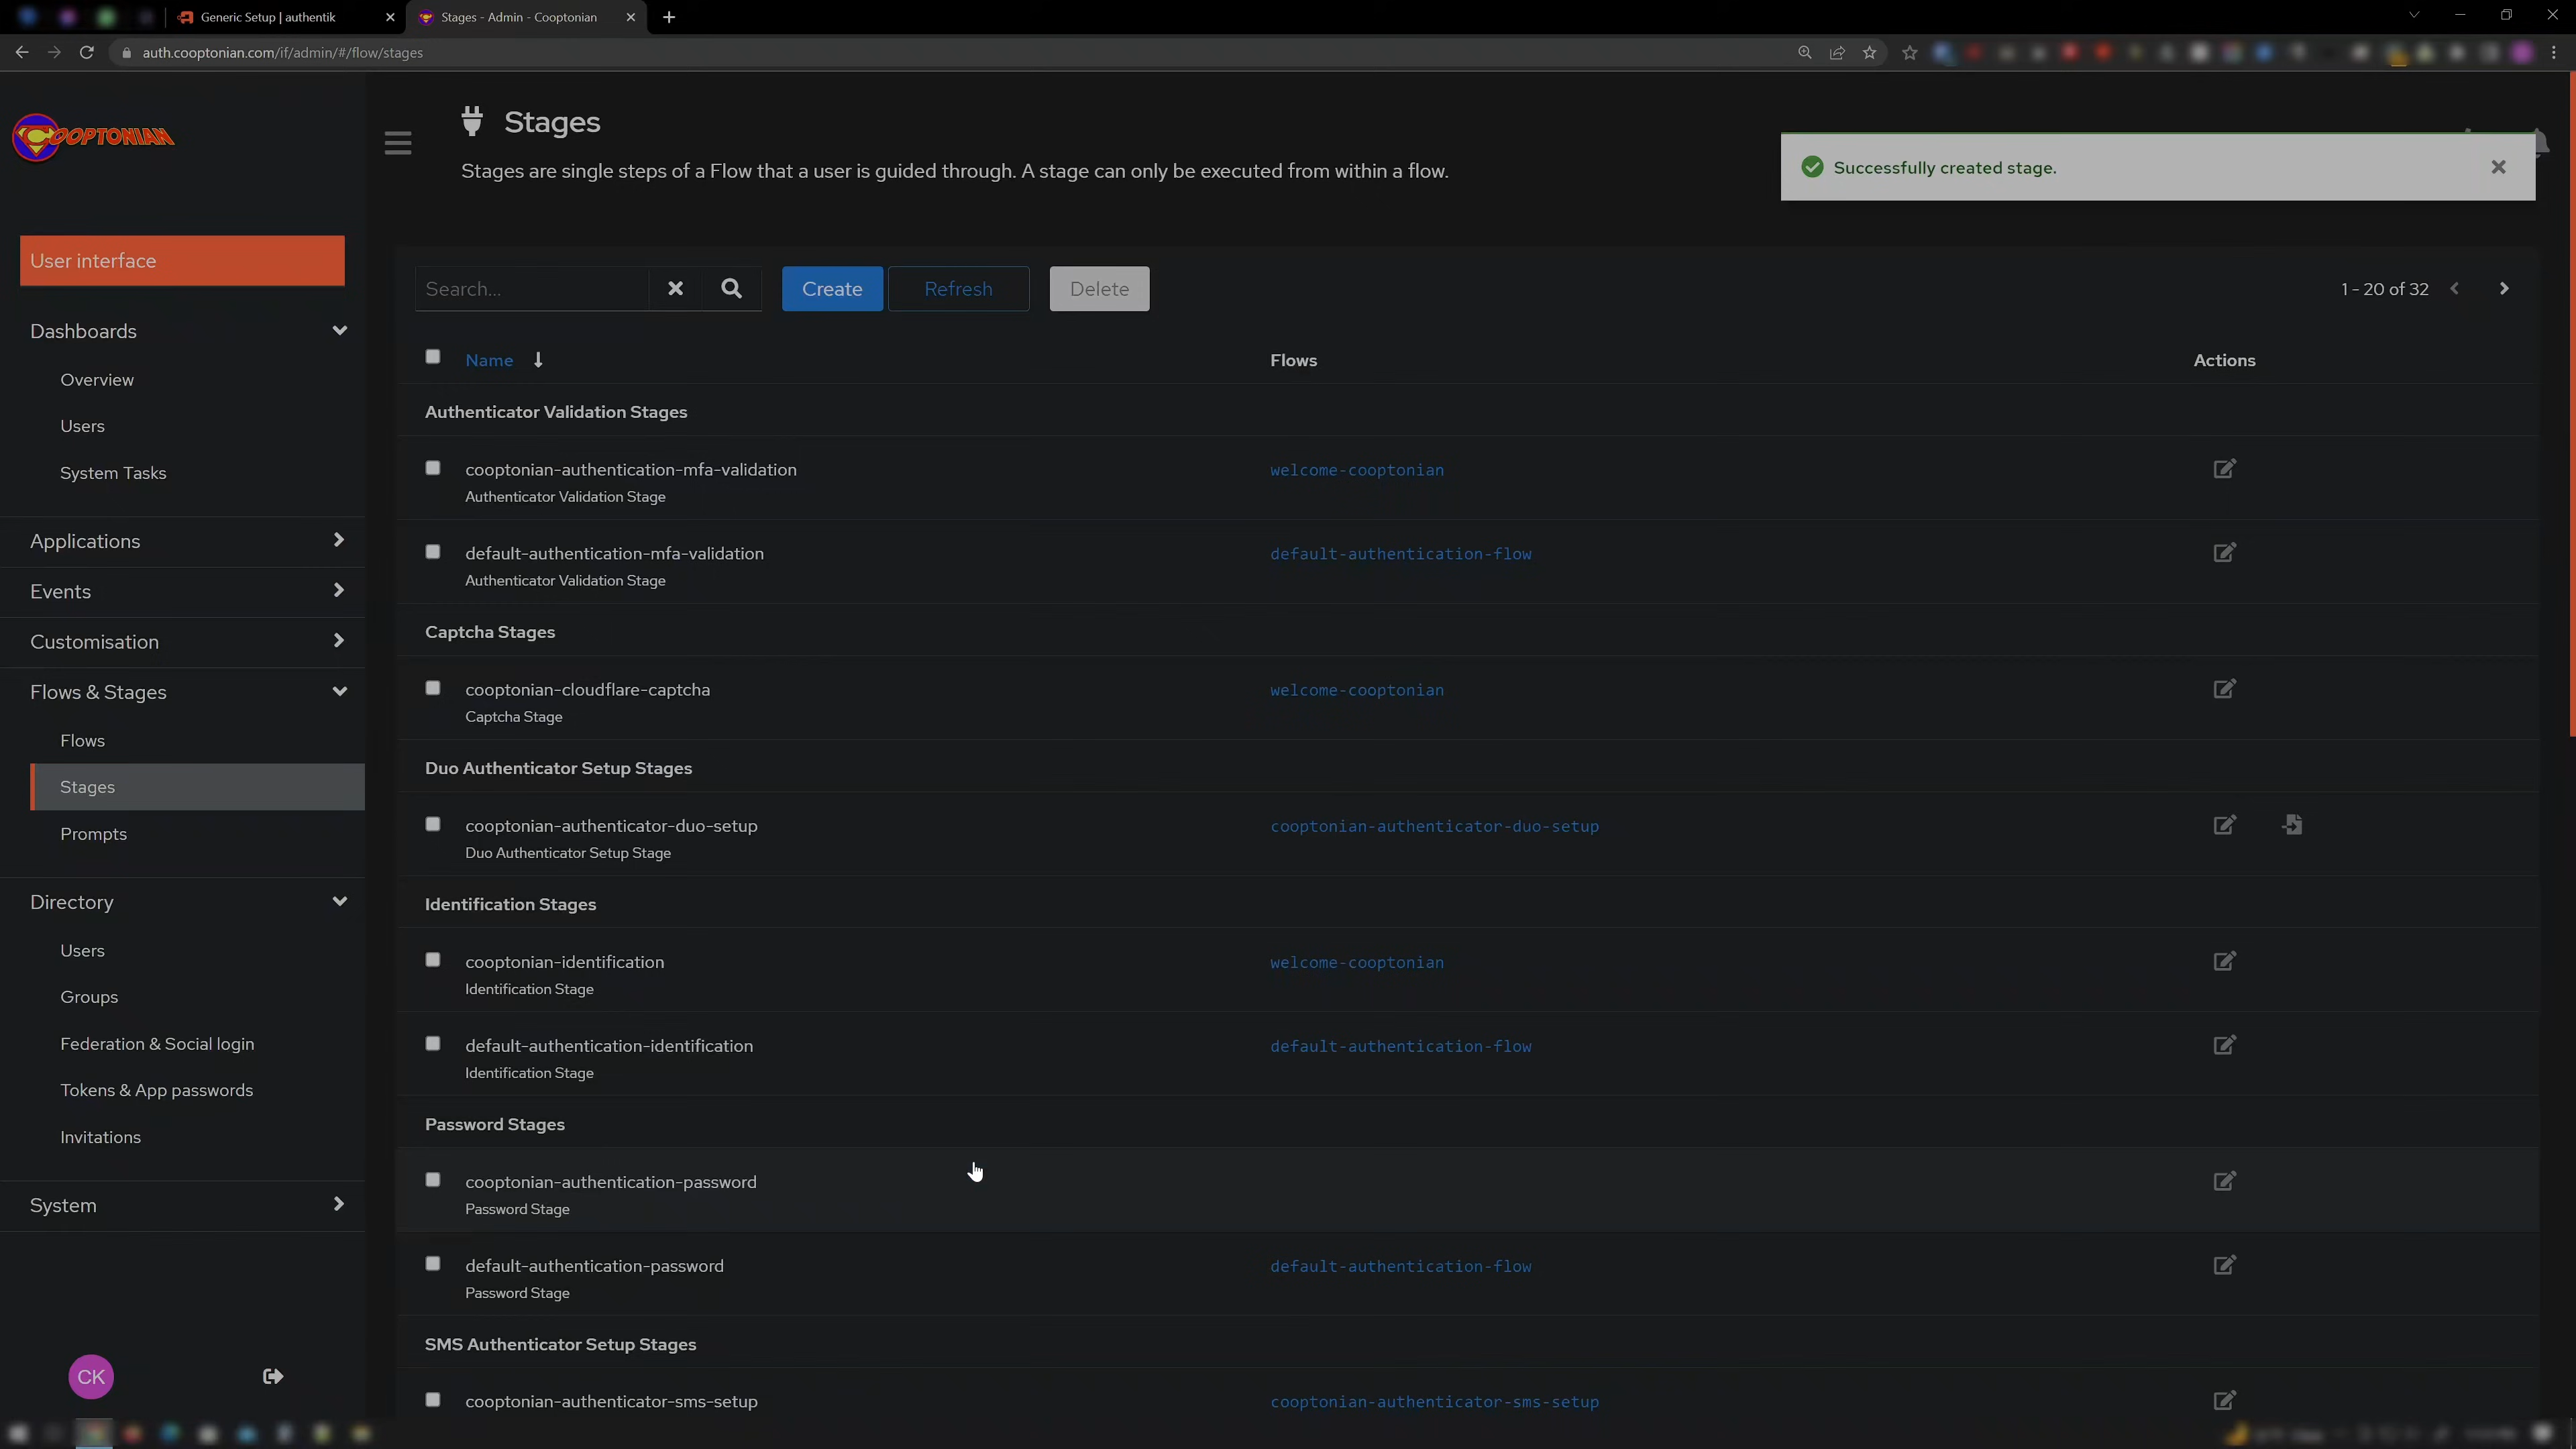 Generic Setup | authentik
Stages - Admin - Cooptonian
auth.cooptonian.com/if/admin/#/flow/stages
COOPTONIAN
Stages
Stages are single steps of a Flow that a user is guided through. A stage can only be executed from within a flow.
Successfully created stage.
User interface
Dashboards
Overview
Users
System Tasks
Applications
Events
Customisation
Flows & Stages
Flows
Stages
Prompts
Directory
Users
Groups
Federation & Social login
Tokens & App passwords
Invitations
System
CK
Search...
Create
Refresh
Delete
1 - 20 of 32
Name
Flows
Actions
Authenticator Validation Stages
cooptonian-authentication-mfa-validation
welcome-cooptonian
Authenticator Validation Stage
default-authentication-mfa-validation
default-authentication-flow
Authenticator Validation Stage
Captcha Stages
cooptonian-cloudflare-captcha
welcome-cooptonian
Captcha Stage
Duo Authenticator Setup Stages
cooptonian-authenticator-duo-setup
cooptonian-authenticator-duo-setup
Duo Authenticator Setup Stage
Identification Stages
cooptonian-identification
welcome-cooptonian
Identification Stage
default-authentication-identification
default-authentication-flow
Identification Stage
Password Stages
cooptonian-authentication-password
Password Stage
default-authentication-password
default-authentication-flow
Password Stage
SMS Authenticator Setup Stages
cooptonian-authenticator-sms-setup
cooptonian-authenticator-sms-setup